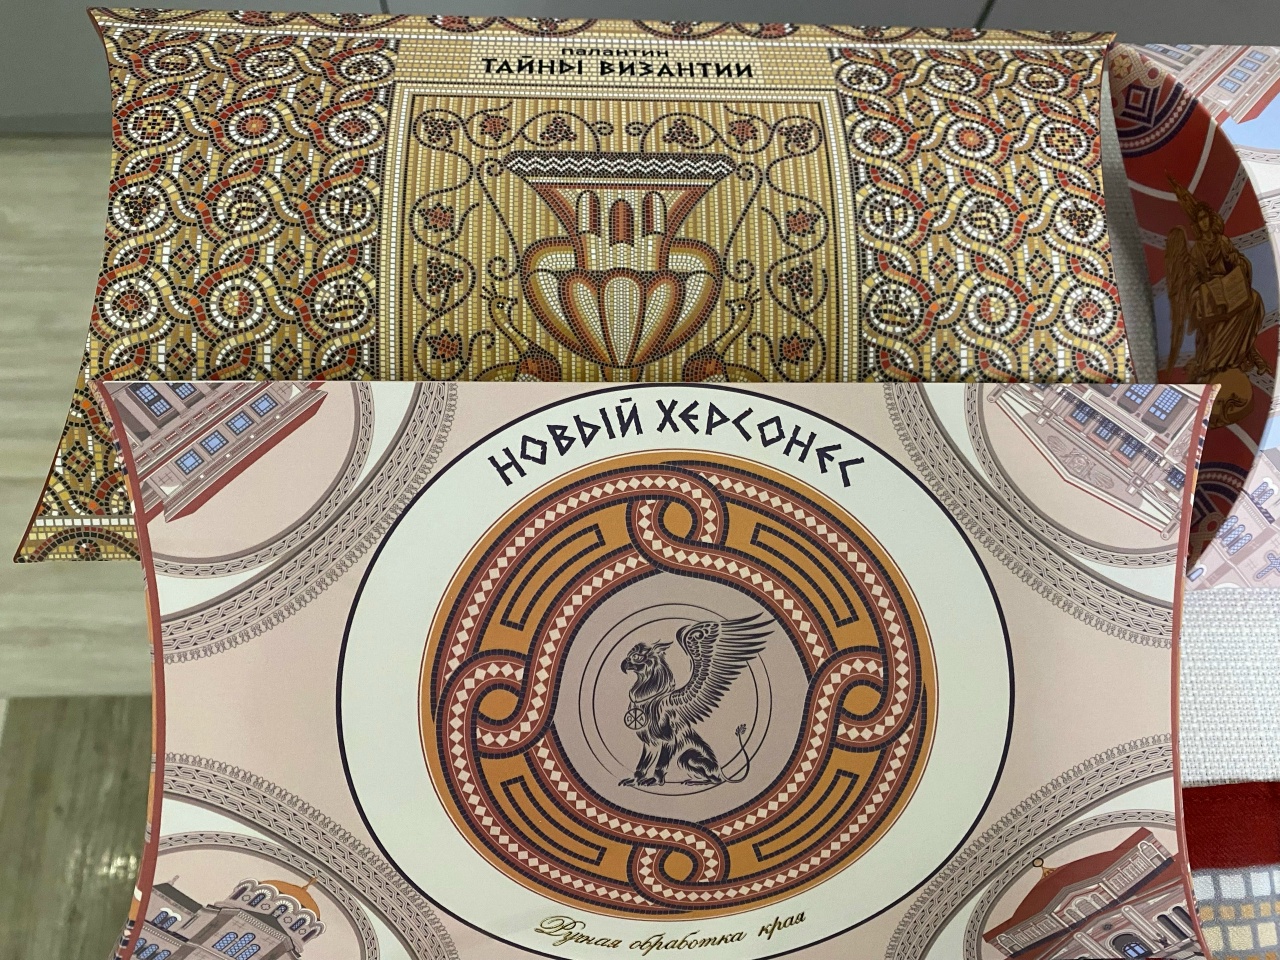 палантин
ТАЙНЫ ВИЗАНТИИ
НОВЫЙ ХЕРСОНЕС
Ручная обработка края